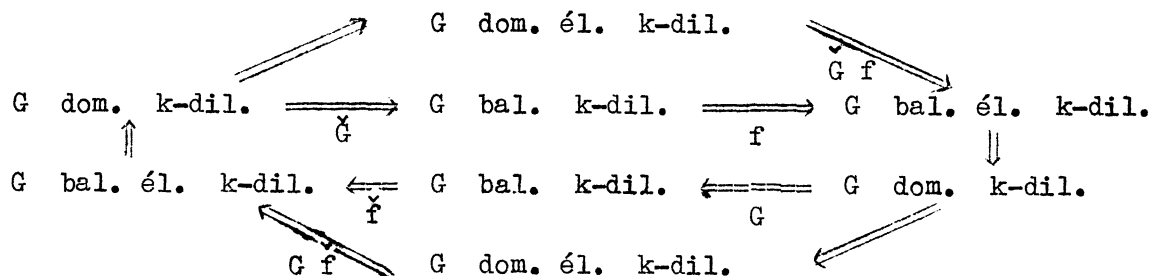 G dom. él. k-dil.
Ǧ f
G dom. k-dil. G bal. k-dil. G bal. él. k-dil.
Ǧ f
G bal. él. k-dil. G bal. k-dil. G dom. k-dil.
f̌ G
G f̌ G dom. él. k-dil.